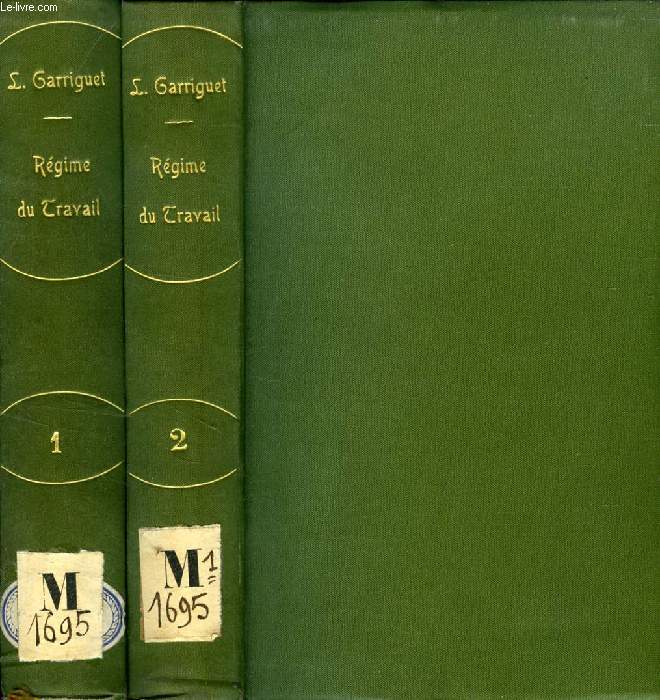 Le-livre.com
L. Garriguet
Régime
du Travail
1
M
1695
L. Garriguet
Régime
du Travail
2
M1
1695